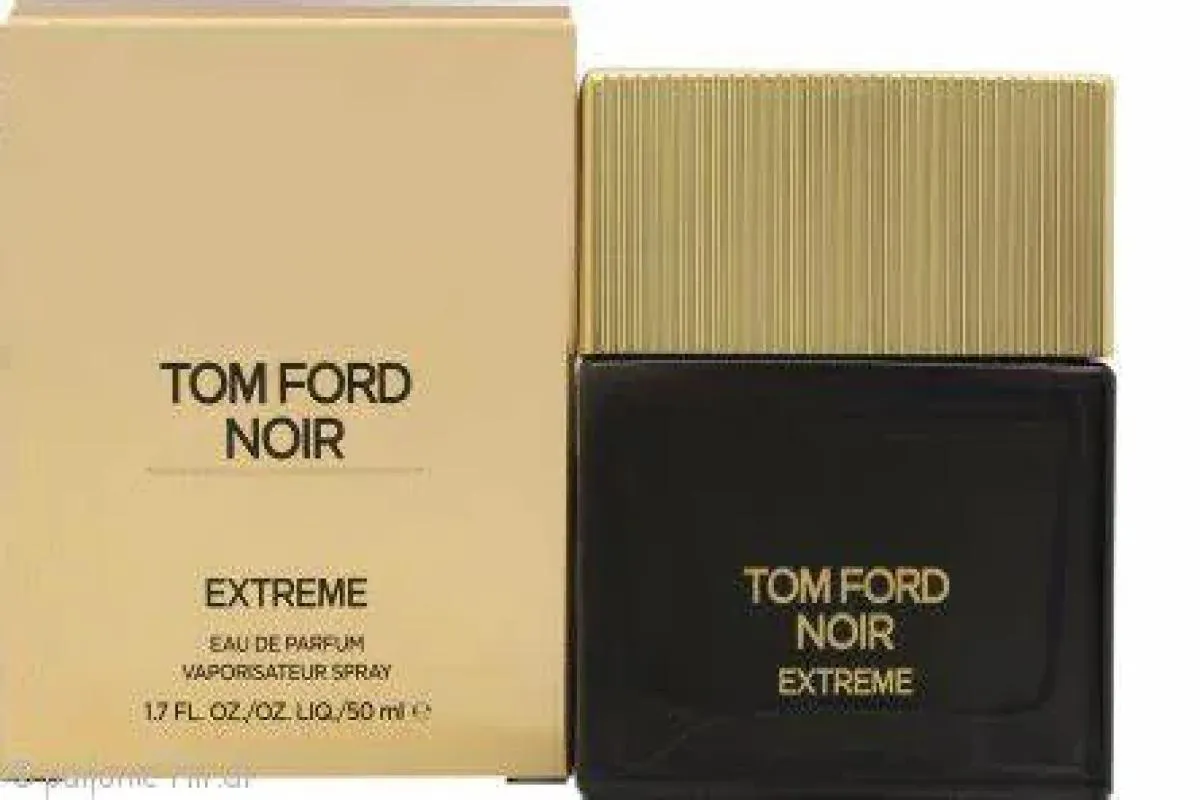 TOM FORD
NOIR
EXTREME
EAU DE PARFUM
VAPORISATEUR SPRAY
1.7 FL. OZ./OZ. LIQ./50 ml ℮
TOM FORD
NOIR
EXTREME